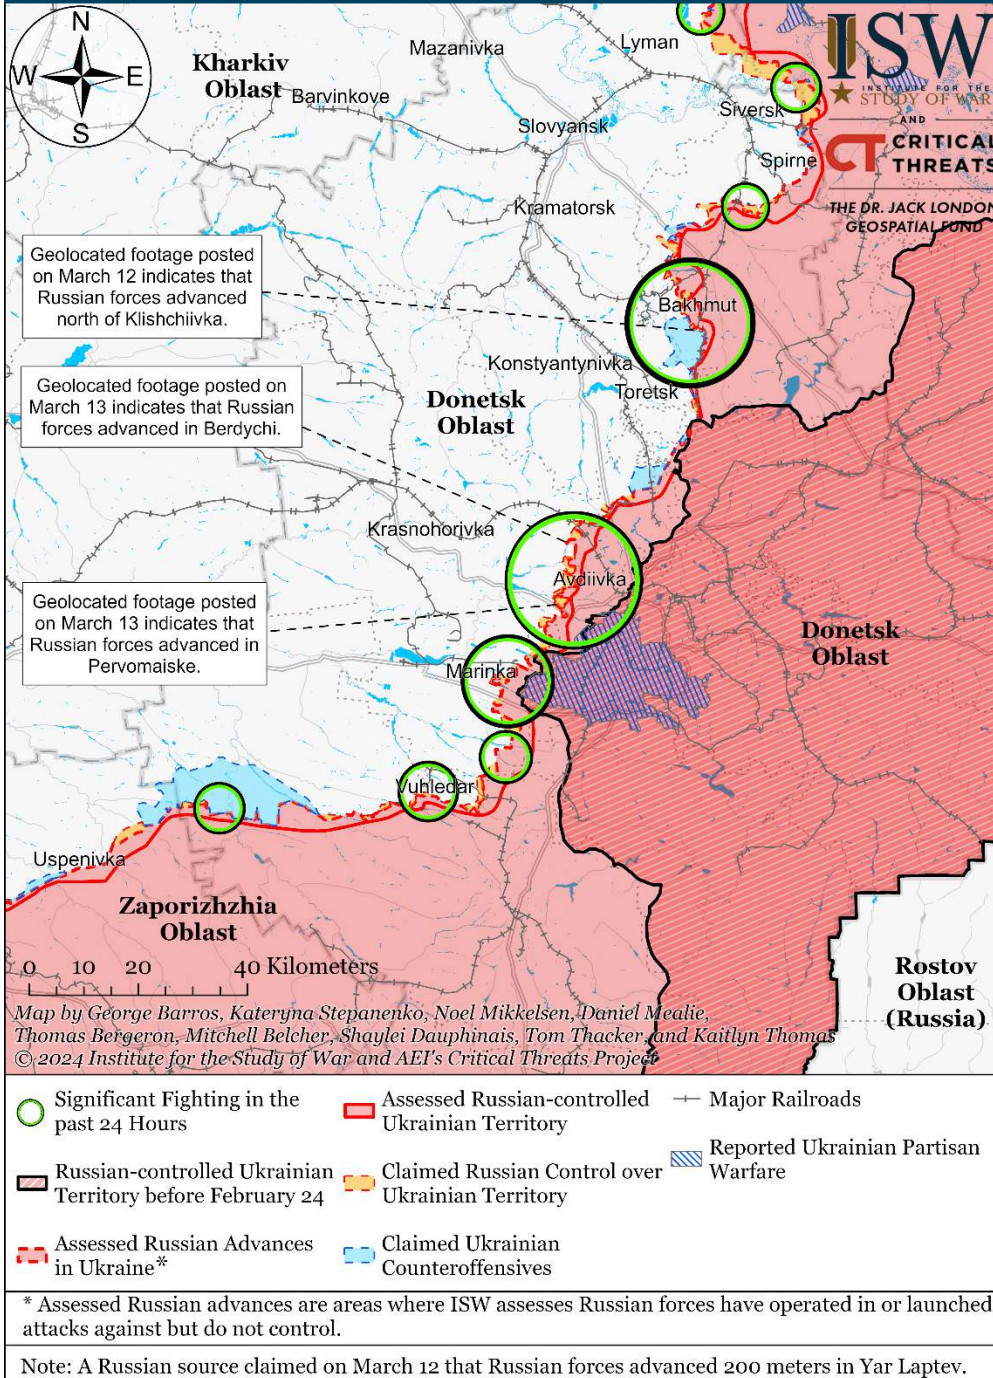 N
W
E
S
Kharkiv
Oblast
Mazanivka
Lyman
Barvinkove
Slovyansk
Siversk
Spirne
Kramatorsk
ISW
INSTITUTE FOR THE
STUDY OF WAR
AND
CT CRITICAL
THREATS
THE DR. JACK LONDON
GEOSPATIAL FUND
Geolocated footage posted
on March 12 indicates that
Russian forces advanced
north of Klishchiivka.
Bakhmut
Konstyantynivka
Toretsk
Geolocated footage posted on
March 13 indicates that Russian
forces advanced in Berdychi.
Donetsk
Oblast
Krasnohorivka
Avdiivka
Geolocated footage posted
on March 13 indicates that
Russian forces advanced in
Pervomaiske.
Donetsk
Oblast
Marinka
Vuhledar
Uspenivka
Zaporizhzhia
Oblast
Rostov
Oblast
(Russia)
0 10 20 40 Kilometers
Map by George Barros, Kateryna Stepanenko, Noel Mikkelsen, Daniel Mealie,
Thomas Bergeron, Mitchell Belcher, Shaylei Dauphinais, Tom Thacker, and Kaitlyn Thomas
© 2024 Institute for the Study of War and AEI's Critical Threats Project
Significant Fighting in the
past 24 Hours
Russian-controlled Ukrainian
Territory before February 24
Assessed Russian Advances
in Ukraine*
Assessed Russian-controlled
Ukrainian Territory
Claimed Russian Control over
Ukrainian Territory
Claimed Ukrainian
Counteroffensives
Major Railroads
Reported Ukrainian Partisan
Warfare
* Assessed Russian advances are areas where ISW assesses Russian forces have operated in or launched
attacks against but do not control.
Note: A Russian source claimed on March 12 that Russian forces advanced 200 meters in Yar Laptev.